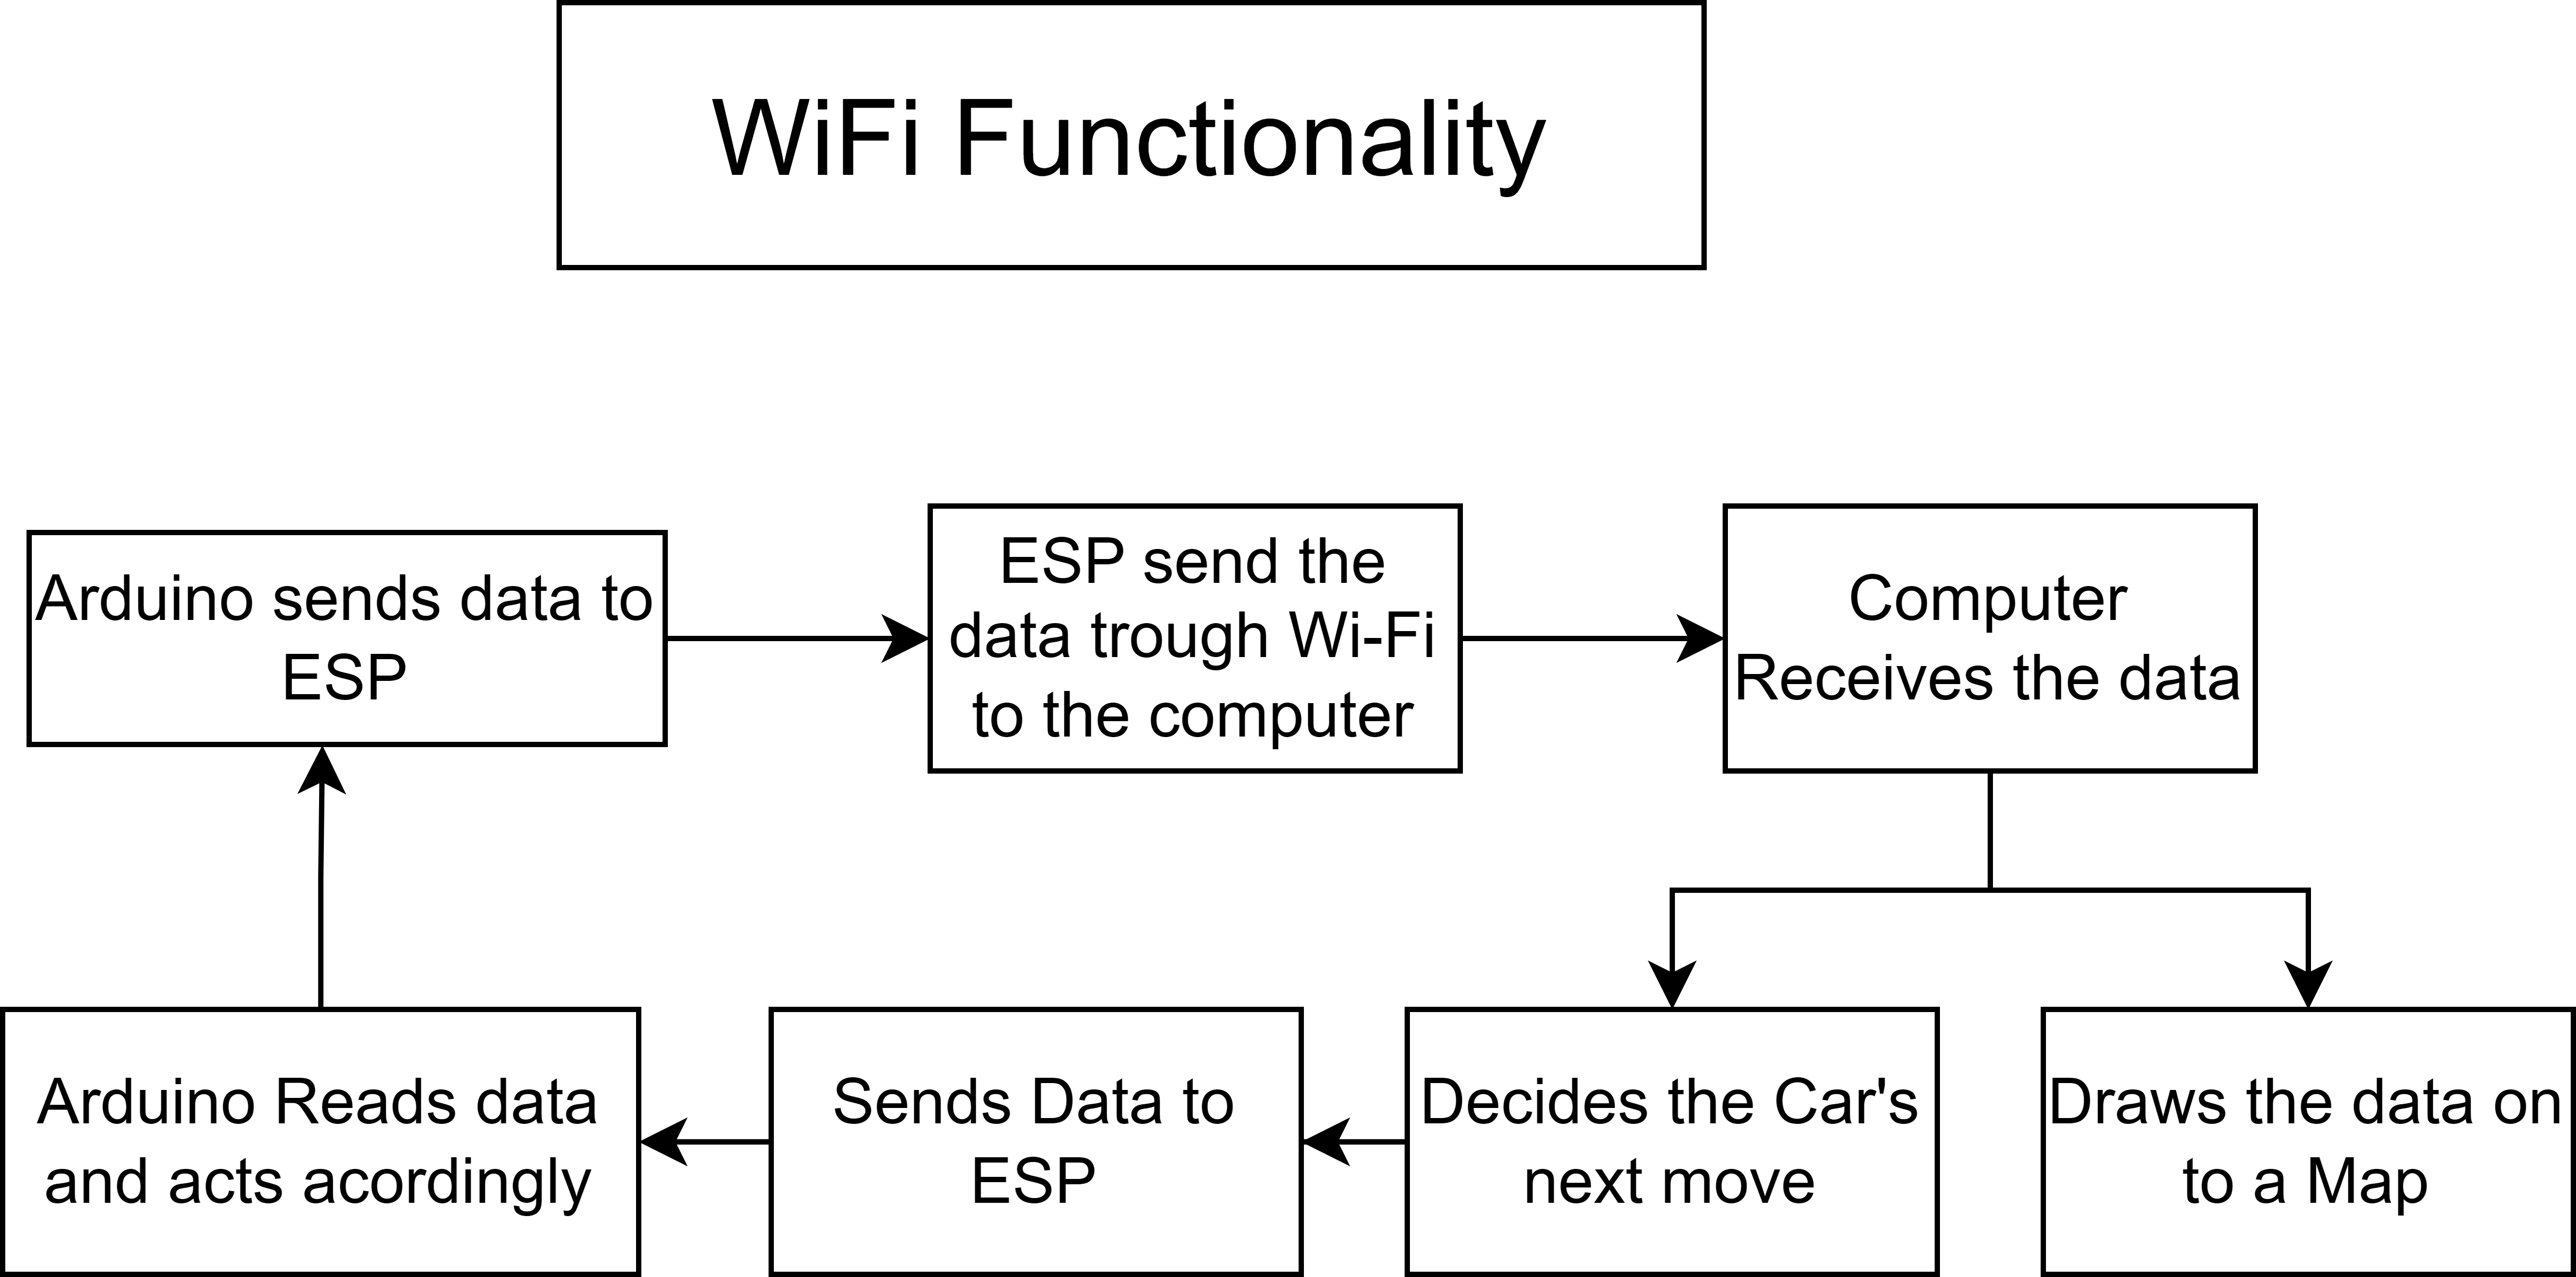 WiFi Functionality
Arduino sends data to
ESP
ESP send the
data trough Wi-Fi
to the computer
Computer
Receives the data
Arduino Reads data
and acts acordingly
Sends Data to
ESP
Decides the Car's
next move
Draws the data on
to a Map